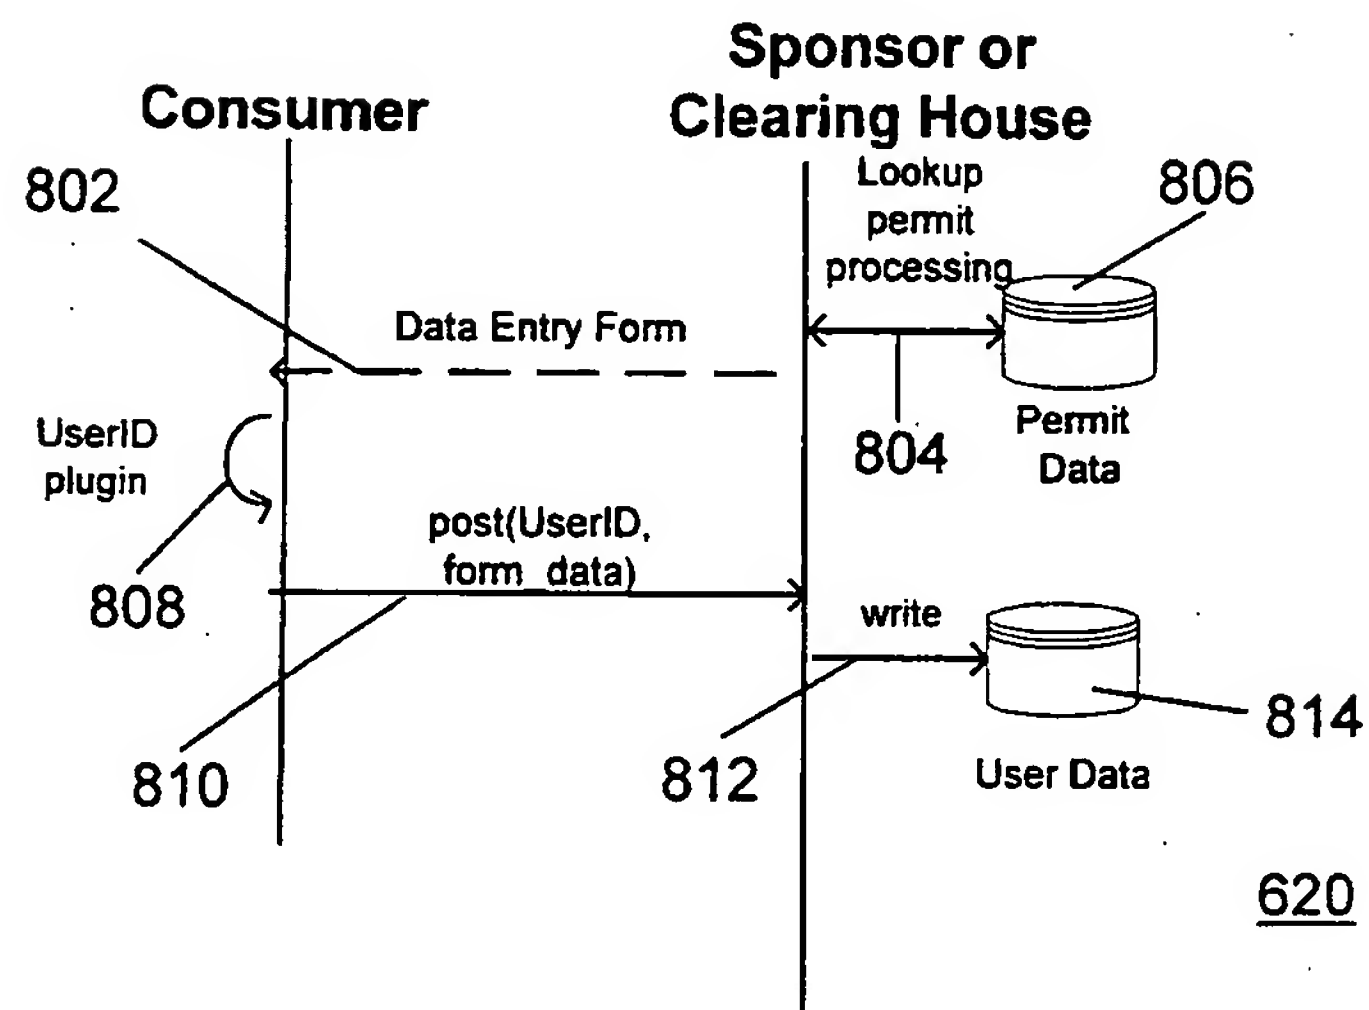 Sponsor or
Clearing House
Consumer
802
Lookup
permit
processing
806
Data Entry Form
804
Permit
Data
UserID
plugin
808
post(UserID,
form_data)
810
write
812
814
User Data
620